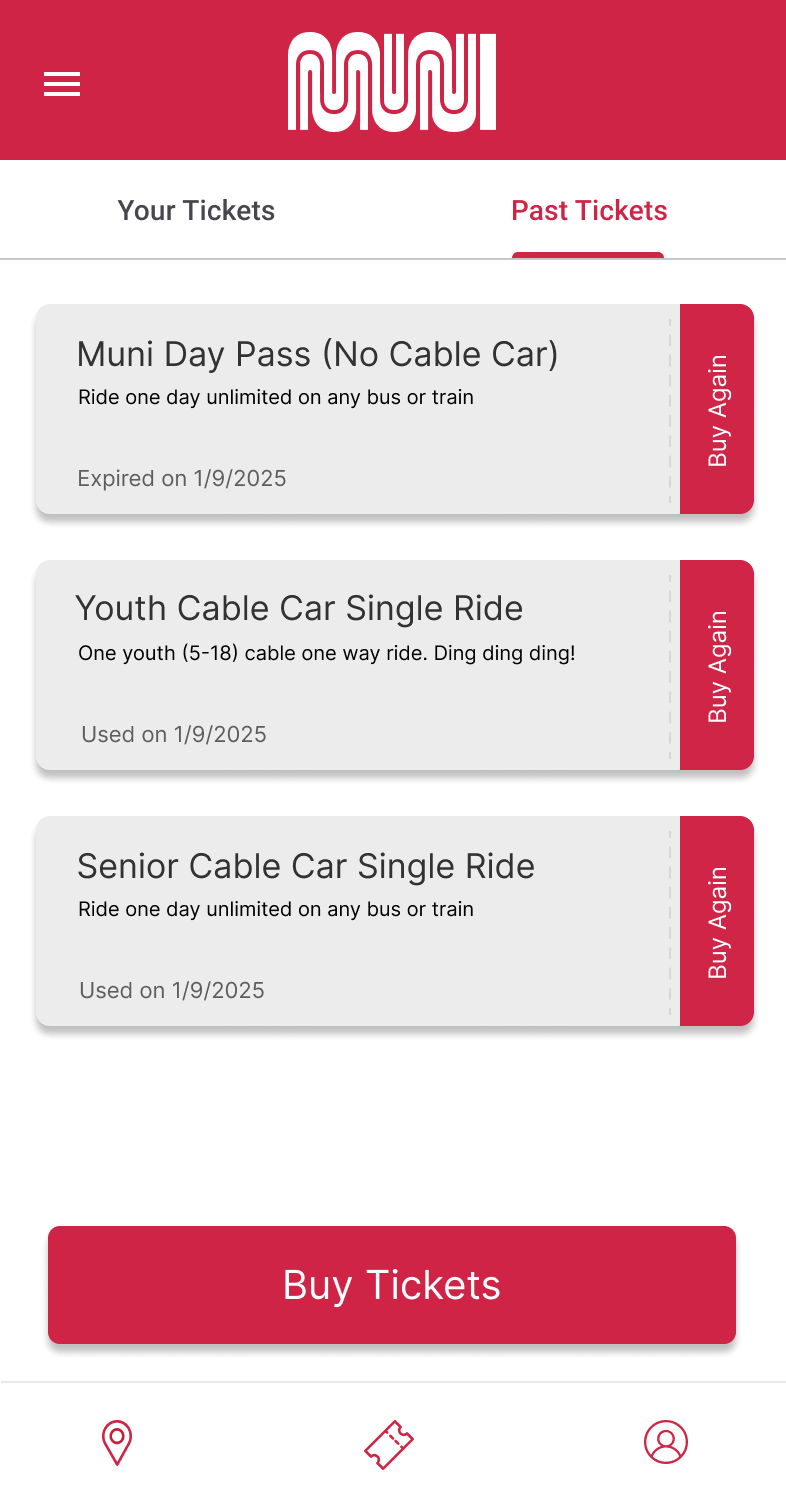 MUNI
Your Tickets
Past Tickets
Muni Day Pass (No Cable Car)
Ride one day unlimited on any bus or train
Expired on 1/9/2025
Buy Again
Youth Cable Car Single Ride
One youth (5-18) cable one way ride. Ding ding ding!
Used on 1/9/2025
Buy Again
Senior Cable Car Single Ride
Ride one day unlimited on any bus or train
Used on 1/9/2025
Buy Again
Buy Tickets